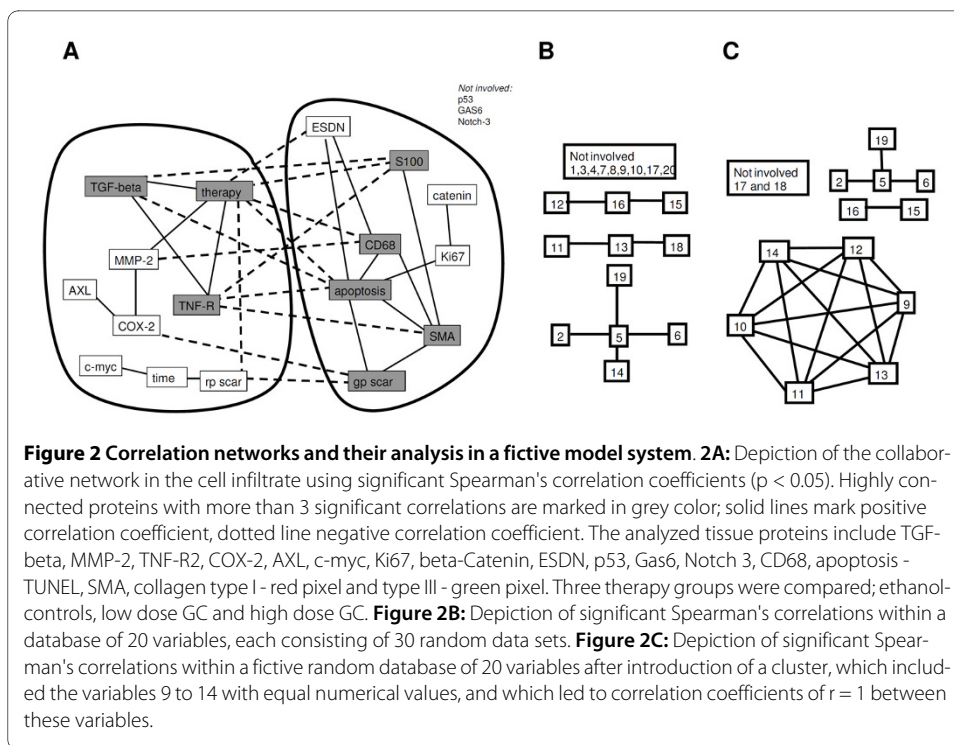 A
B
C
Not involved:
p53
GAS6
Notch-3
ESDN
S100
TGF-beta
therapy
catenin
CD68
MMP-2
Ki67
AXL
TNF-R
apoptosis
COX-2
SMA
c-myc
time
rp scar
gp scar
Not involved
1,3,4,7,8,9,10,17,20
12
16
15
11
13
18
19
2
5
6
14
19
Not involved
17 and 18
2
5
6
16
15
14
12
9
10
13
11
Figure 2 Correlation networks and their analysis in a fictive model system. 2A: Depiction of the collabor-
ative network in the cell infiltrate using significant Spearman's correlation coefficients (p < 0.05). Highly con-
nected proteins with more than 3 significant correlations are marked in grey color; solid lines mark positive
correlation coefficient, dotted line negative correlation coefficient. The analyzed tissue proteins include TGF-
beta, MMP-2, TNF-R2, COX-2, AXL, c-myc, Ki67, beta-Catenin, ESDN, p53, Gas6, Notch 3, CD68, apoptosis -
TUNEL, SMA, collagen type I - red pixel and type III - green pixel. Three therapy groups were compared; ethanol-
controls, low dose GC and high dose GC. Figure 2B: Depiction of significant Spearman's correlations within a
database of 20 variables, each consisting of 30 random data sets. Figure 2C: Depiction of significant Spear-
man's correlations within a fictive random database of 20 variables after introduction of a cluster, which includ-
ed the variables 9 to 14 with equal numerical values, and which led to correlation coefficients of r = 1 between
these variables.